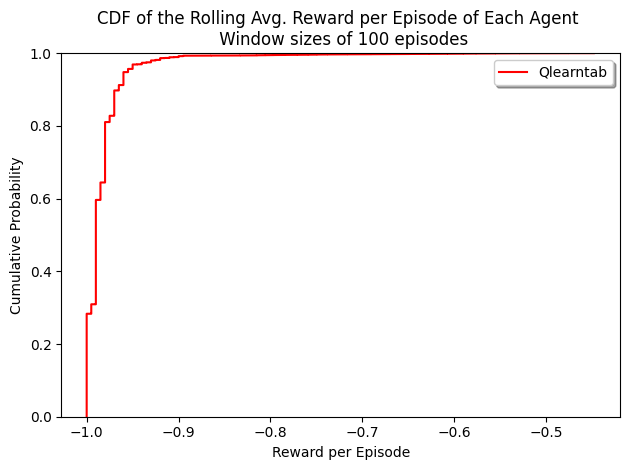 CDF of the Rolling Avg. Reward per Episode of Each Agent
Window sizes of 100 episodes
Qlearntab
Cumulative Probability
1.0
0.8
0.6
0.4
0.2
0.0
−1.0 −0.9 −0.8 −0.7 −0.6 −0.5
Reward per Episode